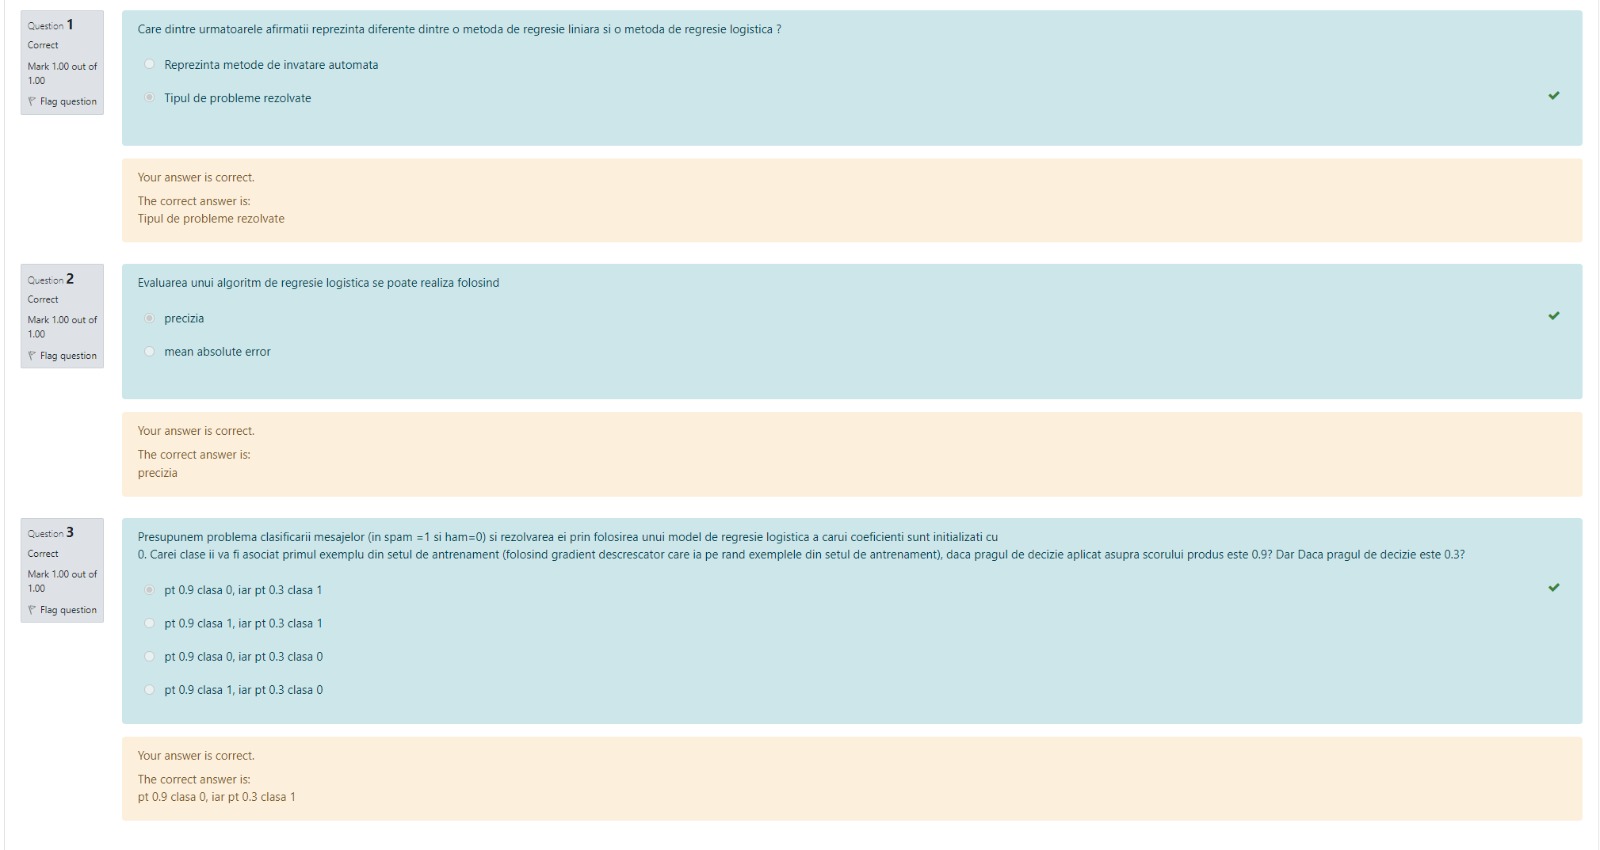 Question 1
Correct
Mark 1.00 out of
1.00
Flag question
Care dintre urmatoarele afirmatii reprezinta diferente dintre o metoda de regresie liniara si o metoda de regresie logistica ?
Reprezinta metode de invatare automata
Tipul de probleme rezolvate
Your answer is correct.
The correct answer is:
Tipul de probleme rezolvate
Question 2
Correct
Mark 1.00 out of
1.00
Flag question
Evaluarea unui algoritm de regresie logistica se poate realiza folosind
precizia
mean absolute error
Your answer is correct.
The correct answer is:
precizia
Question 3
Correct
Mark 1.00 out of
1.00
Flag question
Presupunem problema clasificarii mesajelor (in spam =1 si ham=0) si rezolvarea ei prin folosirea unui model de regresie logistica a carui coeficienti sunt initializati cu
0. Carei clase ii va fi asociat primul exemplu din setul de antrenament (folosind gradient descrescator care ia pe rand exemplele din setul de antrenament), daca pragul de decizie aplicat asupra scorului produs este 0.9? Dar Daca pragul de decizie este 0.3?
pt 0.9 clasa 0, iar pt 0.3 clasa 1
pt 0.9 clasa 1, iar pt 0.3 clasa 1
pt 0.9 clasa 0, iar pt 0.3 clasa 0
pt 0.9 clasa 1, iar pt 0.3 clasa 0
Your answer is correct.
The correct answer is:
pt 0.9 clasa 0, iar pt 0.3 clasa 1